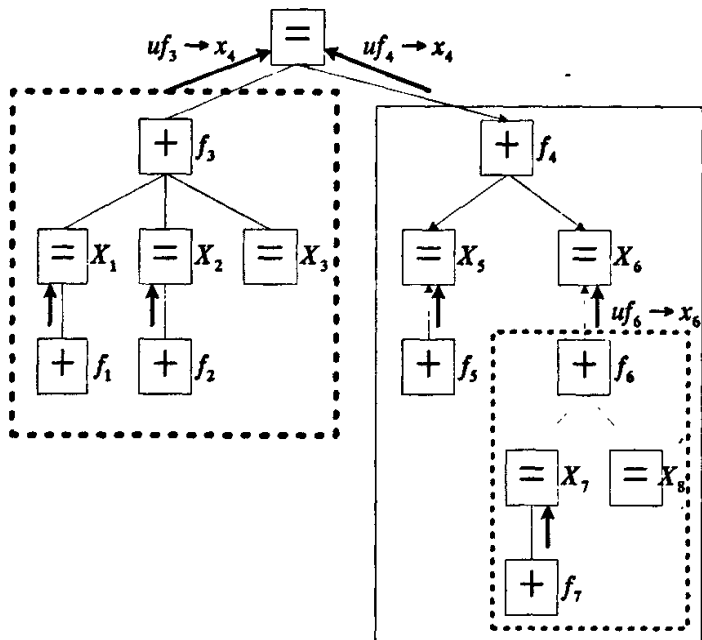 uf₃ → x₄ = uf₄ → x₄
+ f₃ + f₄
= X₁ = X₂ = X₃ = X₅ = X₆
uf₆ → x₆
+ f₁ + f₂ + f₅ + f₆
= X₇ = X₈
+ f₇